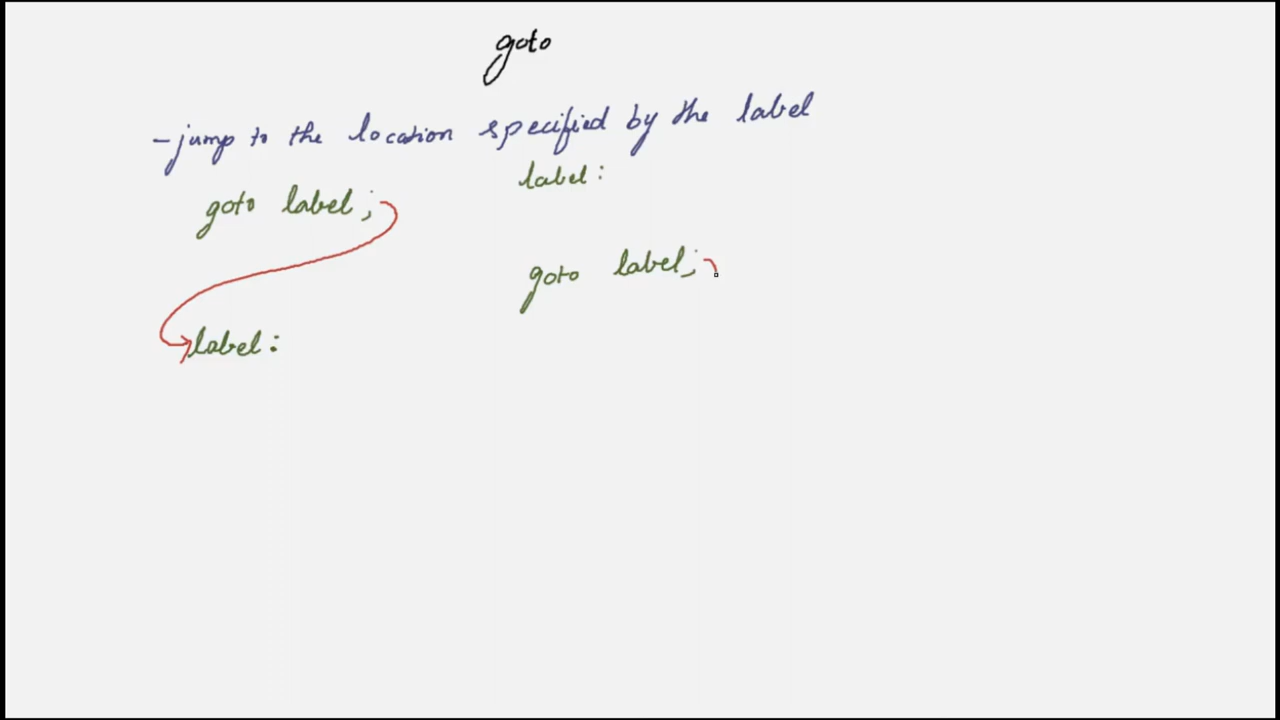 goto
- jump to the location specified by the label
goto label;
label:
label:
goto label;